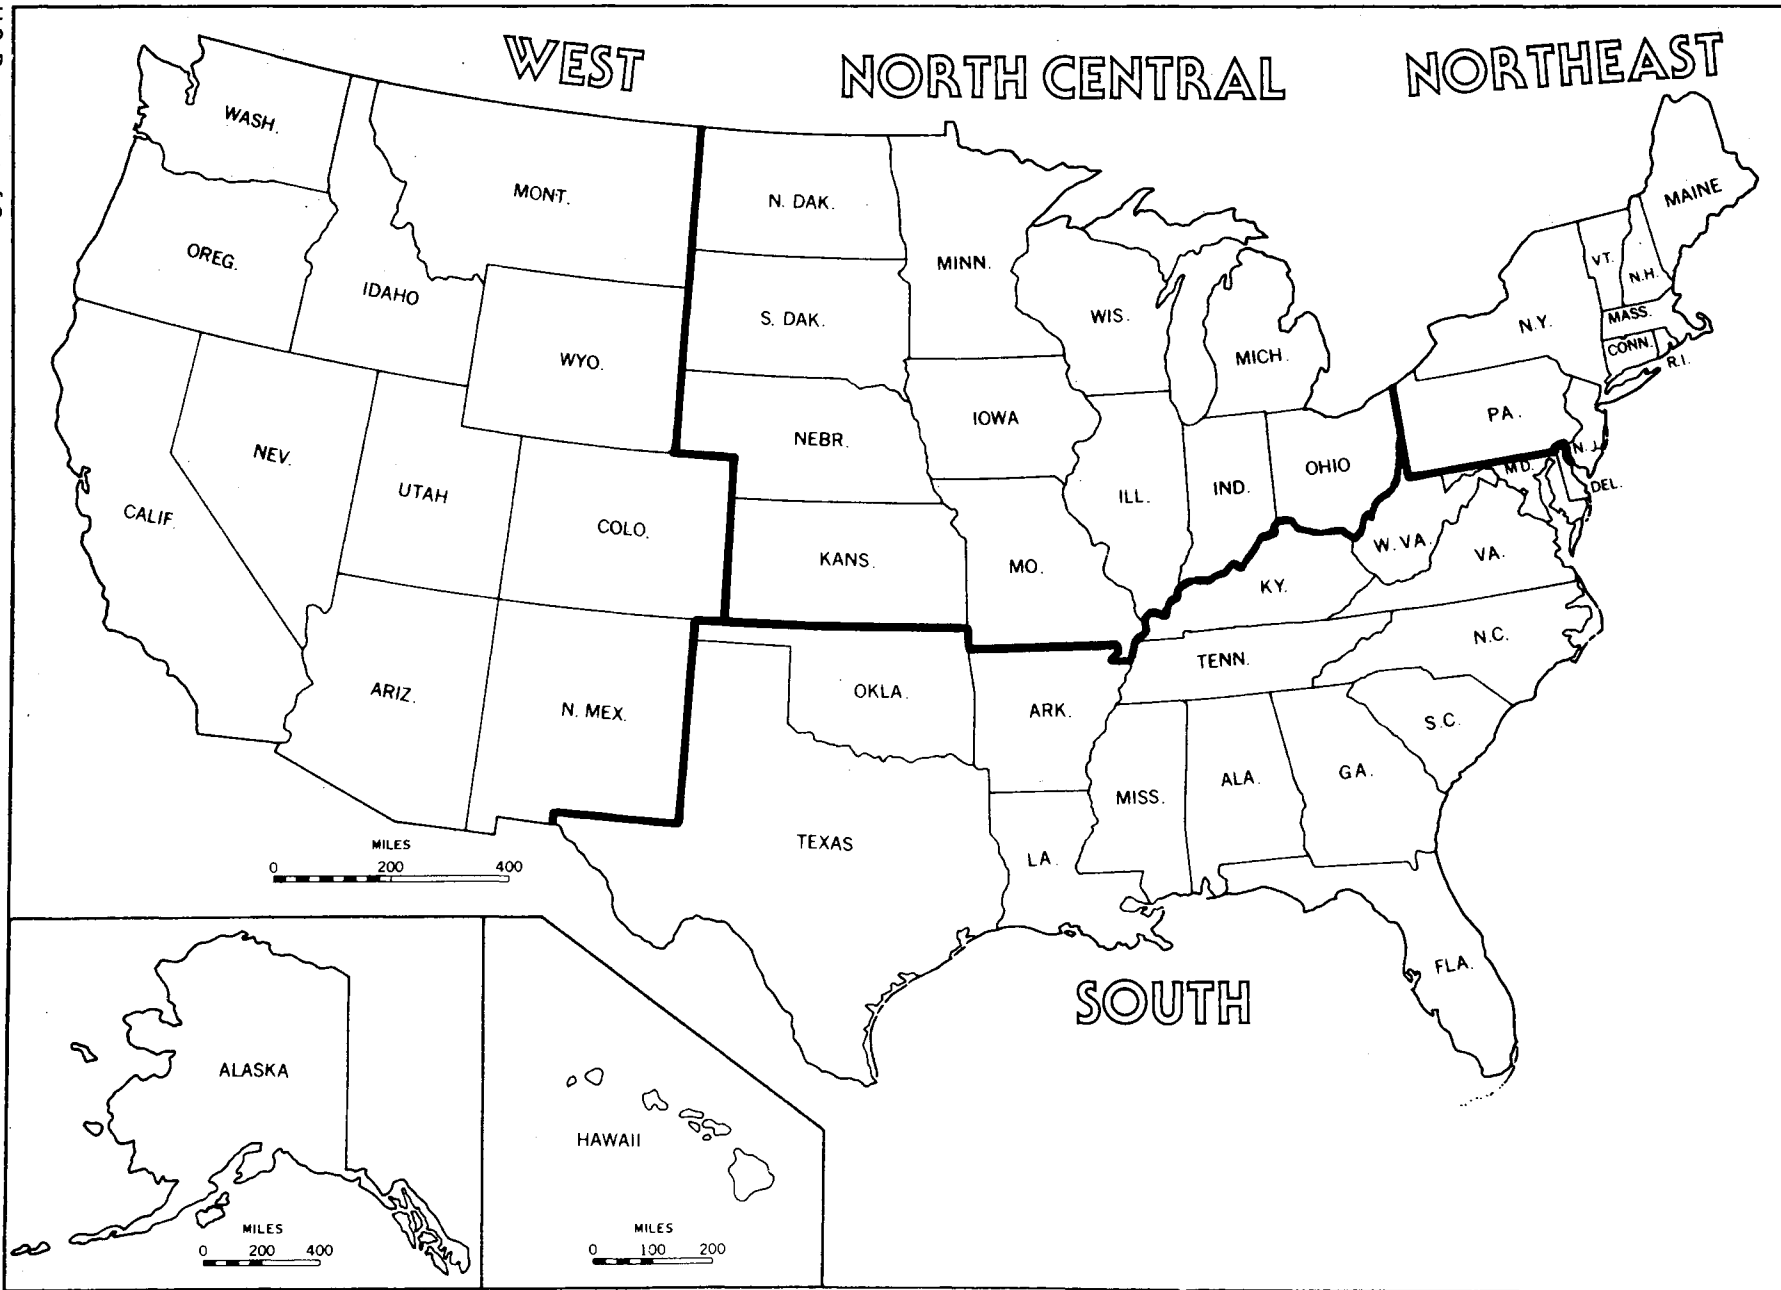 WEST
NORTH CENTRAL
NORTHEAST
WASH.
MONT.
N. DAK.
MINN.
MAINE
OREG.
IDAHO
VT.
N.H.
S. DAK.
WIS.
MICH.
N.Y.
MASS.
CONN.
R.I.
WYO.
NEBR.
IOWA
PA.
N.J.
NEV.
UTAH
COLO.
ILL.
IND.
OHIO
MD.
DEL.
CALIF.
KANS.
MO.
KY.
W. VA.
VA.
ARIZ.
N. MEX.
OKLA.
ARK.
TENN.
N.C.
S.C.
TEXAS
LA.
MISS.
ALA.
GA.
FLA.
SOUTH
MILES
0 200 400
ALASKA
MILES
0 200 400
HAWAII
MILES
0 100 200